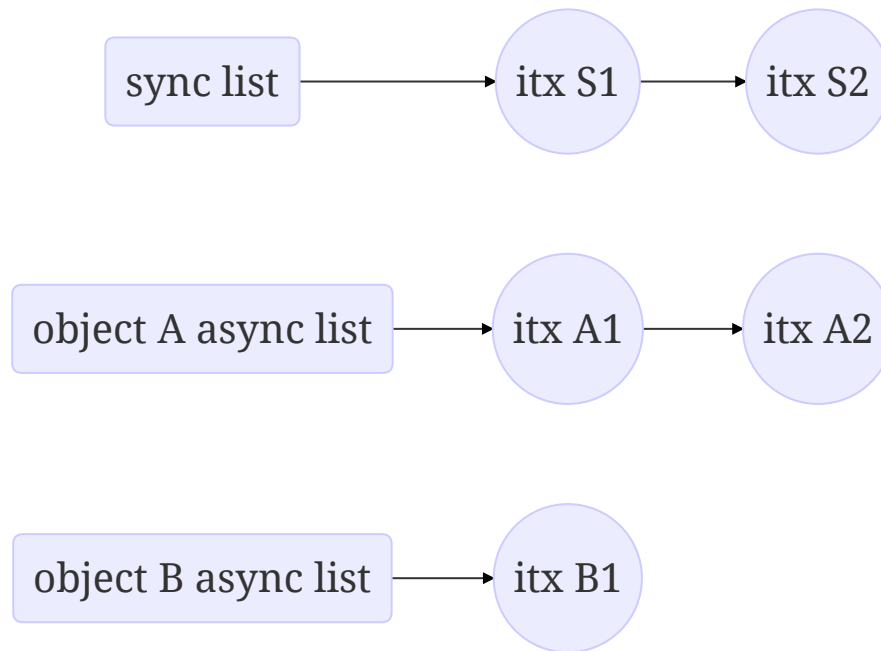 sync list
itx S1
itx S2
object A async list
itx A1
itx A2
object B async list
itx B1